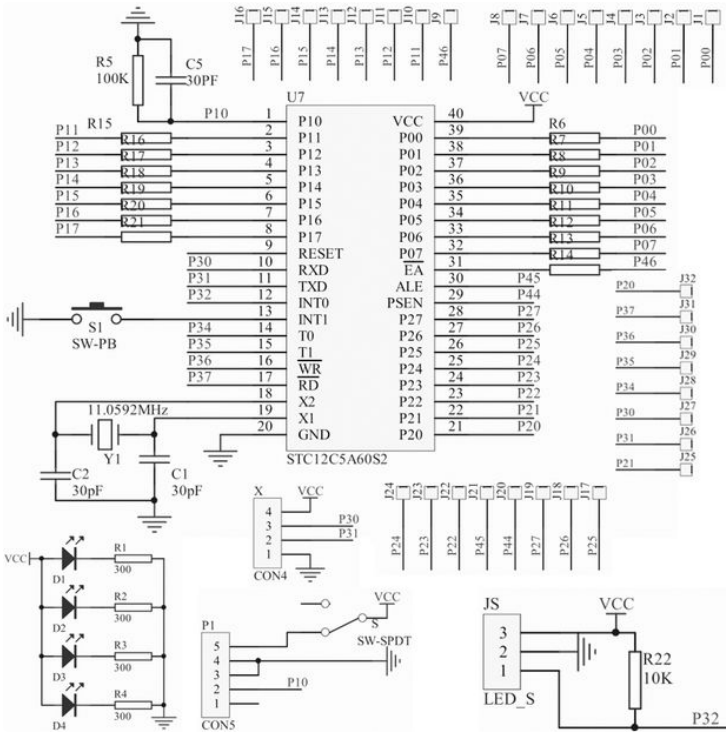 J16 J15 J14 J13 J12 J11 J10 J9
P17 P16 P15 P14 P13 P12 P11 P46
J8 J7 J6 J5 J4 J3 J2 J1
P07 P06 P05 P04 P03 P02 P01 P00
R5
100K
C5
30PF
P10
U7
R15
P11
R16
P12
R17
P13
R18
P14
R19
P15
R20
P16
R21
P17
1 P10 VCC 40 VCC
2 P11 P00 39
3 P12 P01 38
4 P13 P02 37
5 P14 P03 36
6 P15 P04 35
7 P16 P05 34
8 P17 P06 33
9 RESET P07 32
P30 10 RXD EA 31
P31 11 TXD ALE 30 P45
P32 12 INT0 PSEN 29 P44
13 INT1 P27 28 P27
P34 14 T0 P26 27 P26
P35 15 T1 P25 26 P25
P36 16 WR P24 25 P24
P37 17 RD P23 24 P23
18 X2 P22 23 P22
19 X1 P21 22 P21
20 GND P20 21 P20
STC12C5A60S2
R6
P00
R7
P01
R8
P02
R9
P03
R10
P04
R11
P05
R12
P06
R13
P07
R14
P46
S1
SW-PB
11.0592MHz
Y1
C2
30pF
C1
30pF
P20 J32
P37 J31
P36 J30
P35 J29
P34 J28
P30 J27
P31 J26
P21 J25
X
VCC
4
3 P30
2 P31
1
CON4
J24 J23 J22 J21 J20 J19 J18 J17
P24 P23 P22 P45 P44 P27 P26 P25
VCC
D1 R1
300
D2 R2
300
D3 R3
300
D4 R4
300
P1
5
4
3
2 P10
1
CON5
VCC
S
SW-SPDT
JS
3
2
1
LED_S
VCC
R22
10K
P32